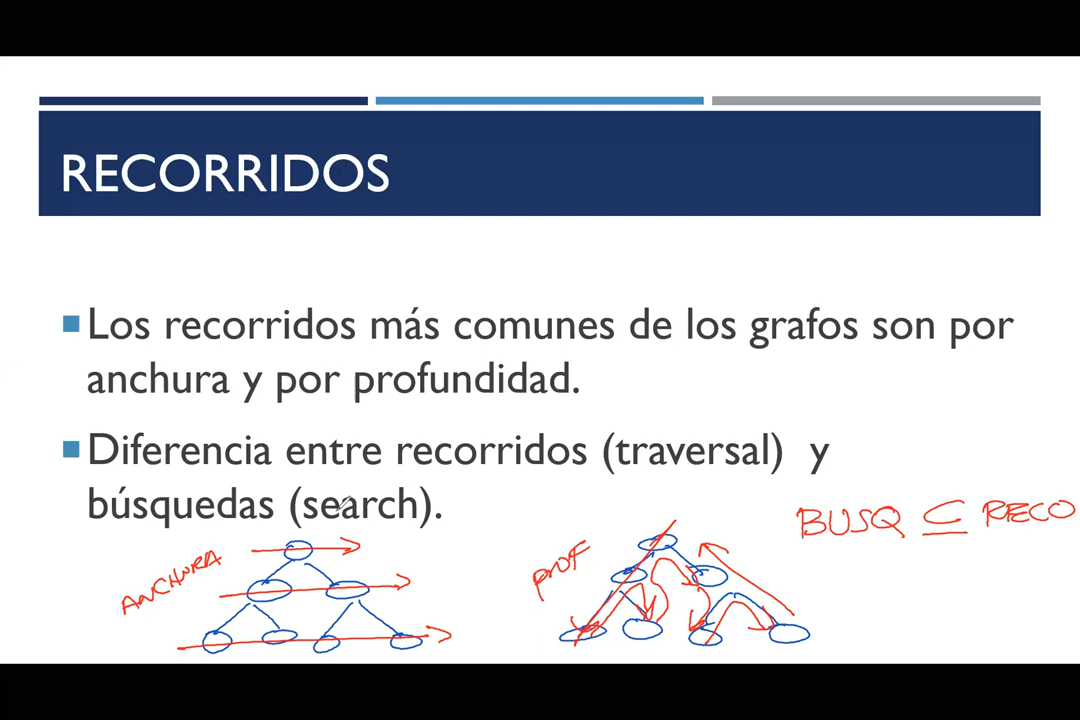 RECORRIDOS
Los recorridos más comunes de los grafos son por
anchura y por profundidad.
Diferencia entre recorridos (traversal) y
búsquedas (search).
BUSQ ⊆ RECO
ANCHURA
PROF